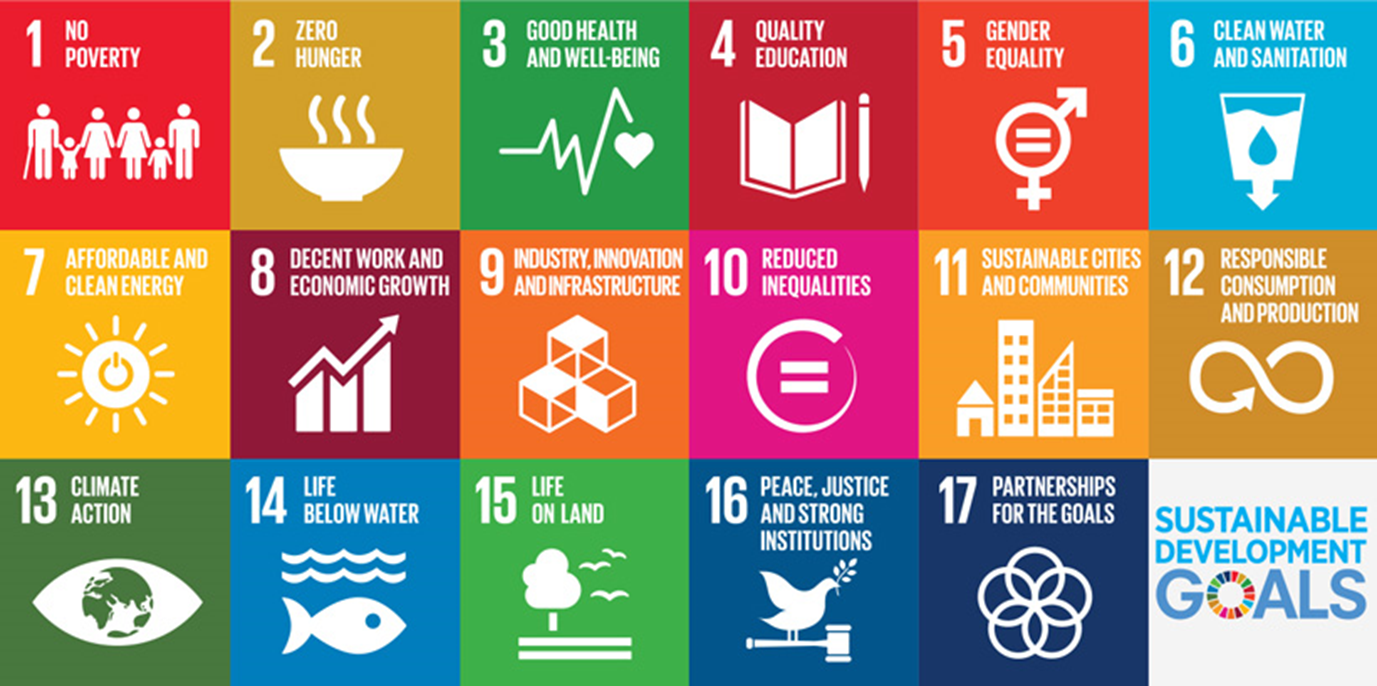 1 NO
POVERTY
2 ZERO
HUNGER
3 GOOD HEALTH
AND WELL-BEING
4 QUALITY
EDUCATION
5 GENDER
EQUALITY
6 CLEAN WATER
AND SANITATION
7 AFFORDABLE AND
CLEAN ENERGY
8 DECENT WORK AND
ECONOMIC GROWTH
9 INDUSTRY, INNOVATION
AND INFRASTRUCTURE
10 REDUCED
INEQUALITIES
11 SUSTAINABLE CITIES
AND COMMUNITIES
12 RESPONSIBLE
CONSUMPTION
AND PRODUCTION
13 CLIMATE
ACTION
14 LIFE
BELOW WATER
15 LIFE
ON LAND
16 PEACE, JUSTICE
AND STRONG
INSTITUTIONS
17 PARTNERSHIPS
FOR THE GOALS
SUSTAINABLE
DEVELOPMENT
GOALS